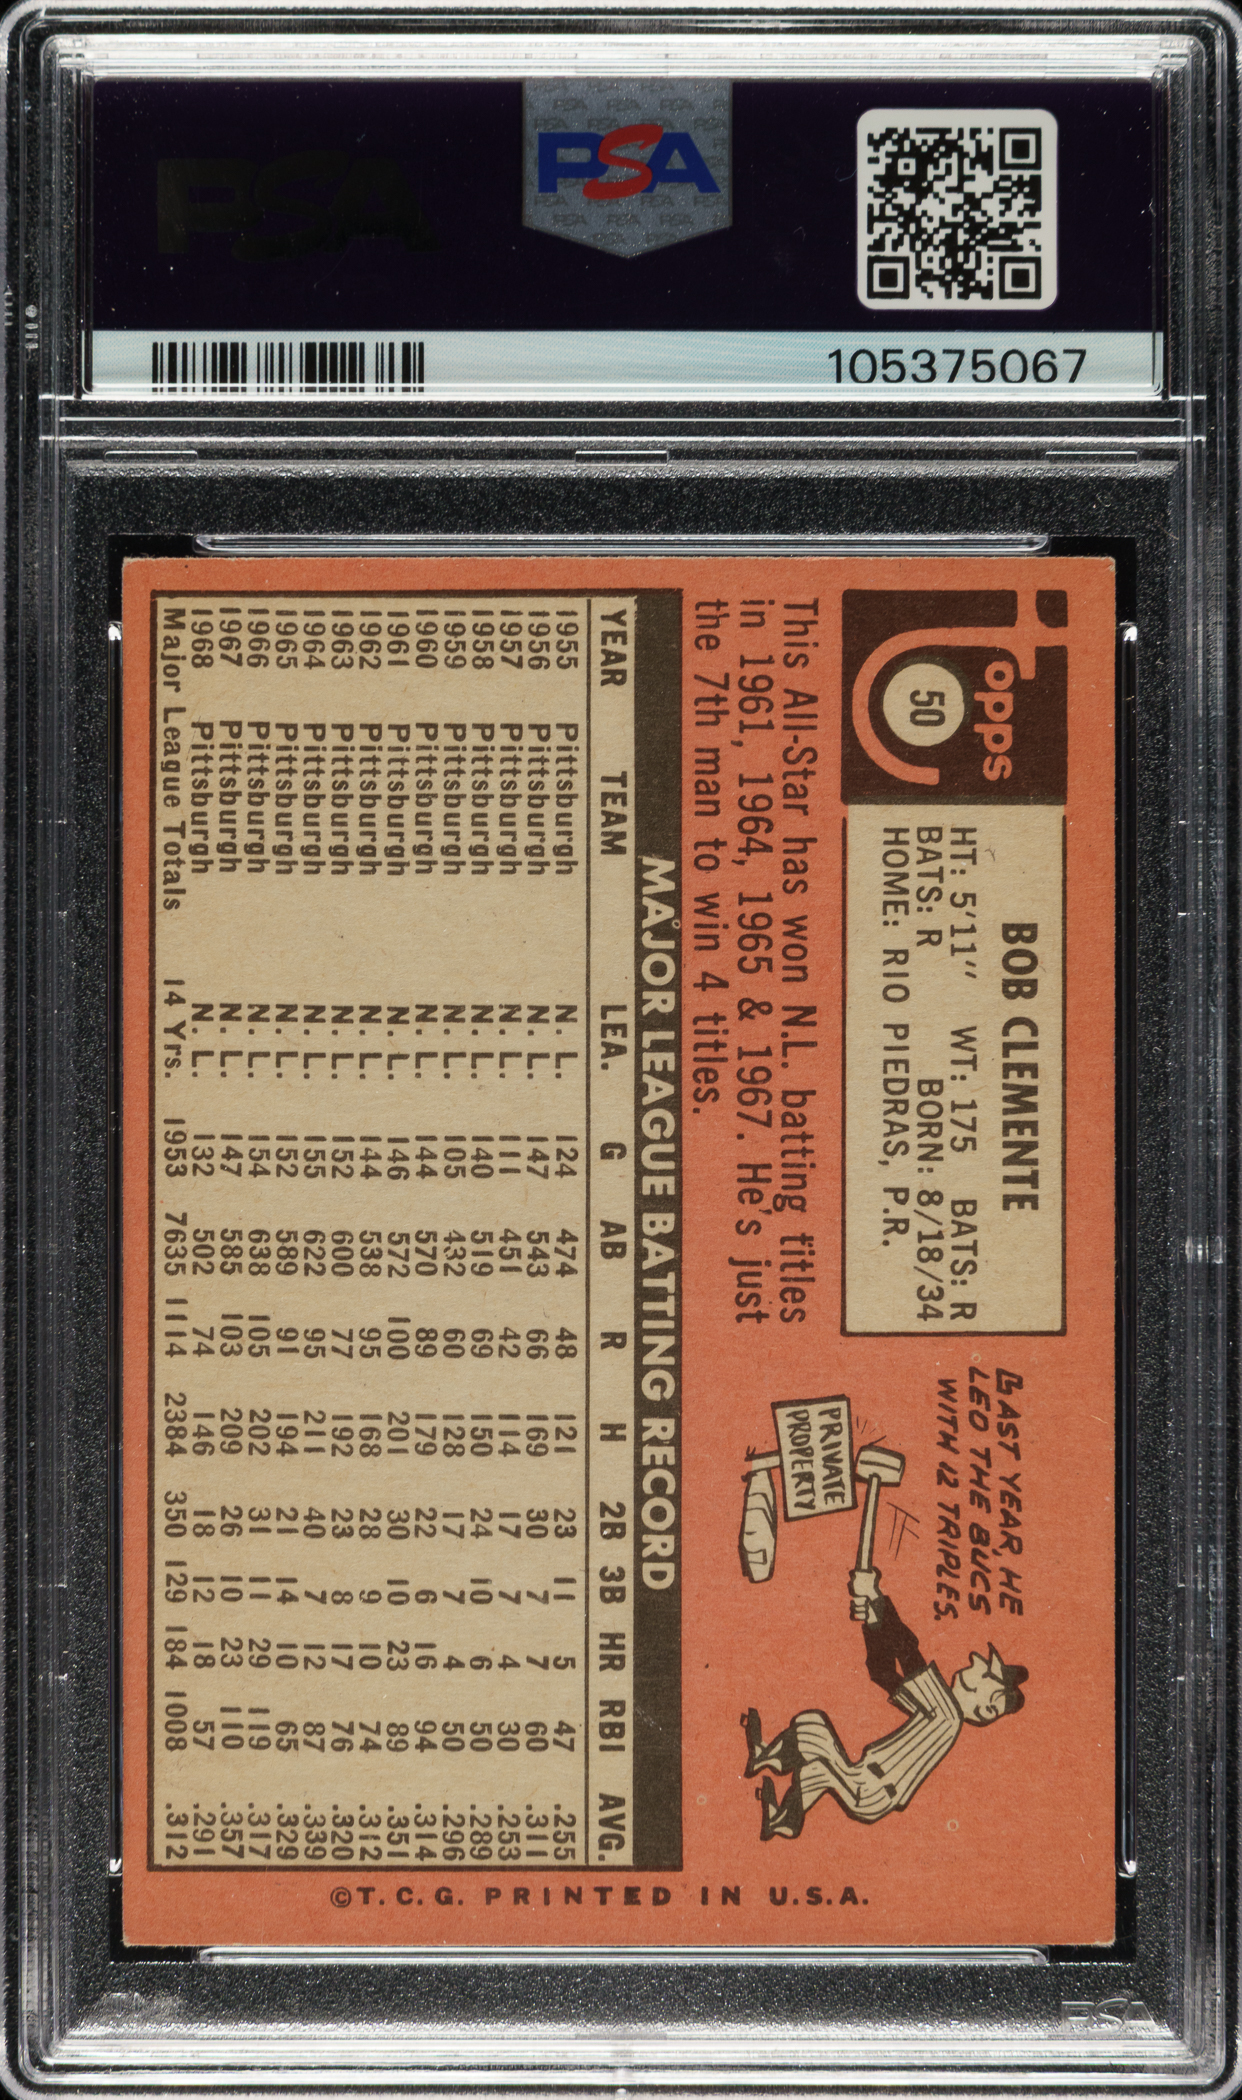 PSA
PSA
105375067
Topps
50
BOB CLEMENTE
HT: 5'11" WT: 175 BATS: R
BATS: R BORN: 8/18/34
HOME: RIO PIEDRAS, P.R.
LAST YEAR, HE
LED THE BUCS
WITH 12 TRIPLES.
PRIVATE
PROPERTY
This All-Star has won N.L. batting titles
in 1961, 1964, 1965 & 1967. He's just
the 7th man to win 4 titles.
MAJOR LEAGUE BATTING RECORD
YEAR TEAM LEA. G AB R H 2B 3B HR RBI AVG.
1955 Pittsburgh N. L. 124 474 48 121 23 11 5 47 .255
1956 Pittsburgh N. L. 147 543 66 169 30 7 7 60 .311
1957 Pittsburgh N. L. 111 451 42 114 17 7 4 30 .253
1958 Pittsburgh N. L. 140 519 69 150 24 10 6 50 .289
1959 Pittsburgh N. L. 105 432 60 128 17 7 4 50 .296
1960 Pittsburgh N. L. 144 570 89 179 22 6 16 94 .314
1961 Pittsburgh N. L. 146 572 100 201 30 10 23 89 .351
1962 Pittsburgh N. L. 144 538 95 168 28 9 10 74 .312
1963 Pittsburgh N. L. 152 600 77 192 23 8 17 76 .320
1964 Pittsburgh N. L. 155 622 95 211 40 7 12 87 .339
1965 Pittsburgh N. L. 152 589 91 194 21 14 10 65 .329
1966 Pittsburgh N. L. 154 638 105 202 31 11 29 119 .317
1967 Pittsburgh N. L. 147 585 103 209 26 10 23 110 .357
1968 Pittsburgh N. L. 132 502 74 146 18 12 18 57 .291
Major League Totals 14 Yrs. 1953 7635 1114 2384 350 129 184 1008 .312
©T.C.G. PRINTED IN U.S.A.
PSA